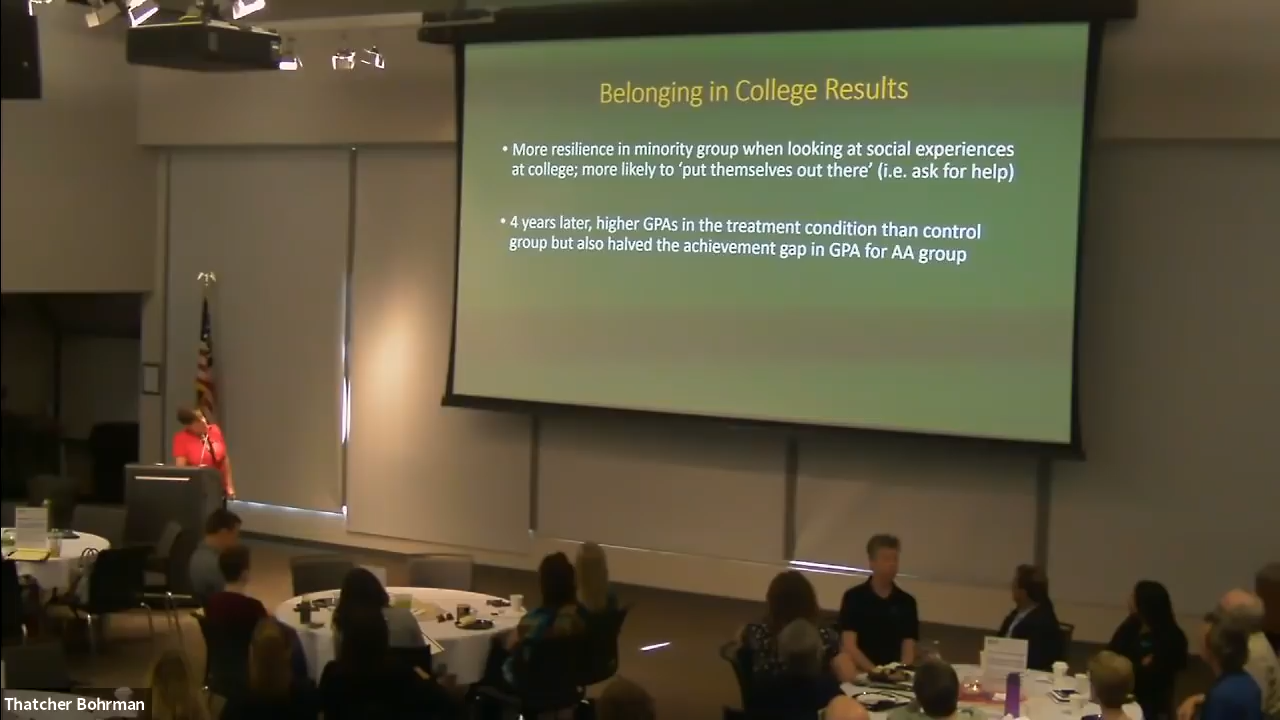 Belonging in College Results
• More resilience in minority group when looking at social experiences
at college; more likely to 'put themselves out there' (i.e. ask for help)
• 4 years later, higher GPAs in the treatment condition than control
group but also halved the achievement gap in GPA for AA group
Thatcher Bohrman